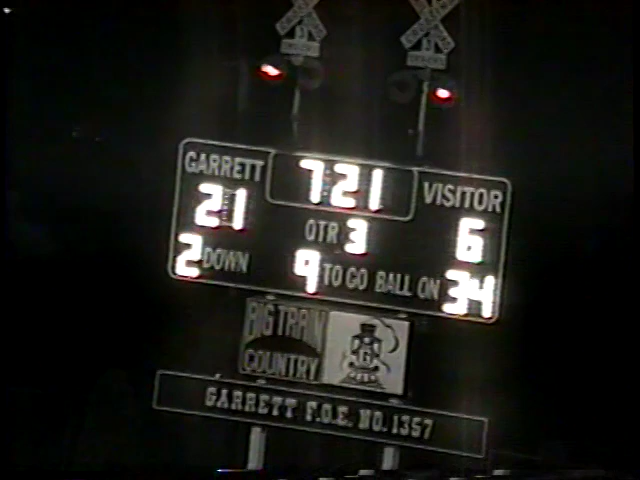 GARRETT 7:21 VISITOR
21 QTR 3 6
2 DOWN 9 TO GO BALL ON 34
BIG TRAIN
COUNTRY
G
GARRETT F.O.E. NO. 1357